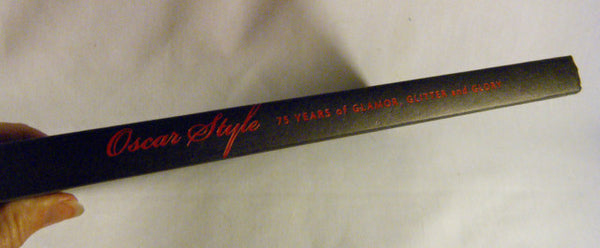 Oscar Style 75 YEARS of GLAMOR, GLITTER and GLORY